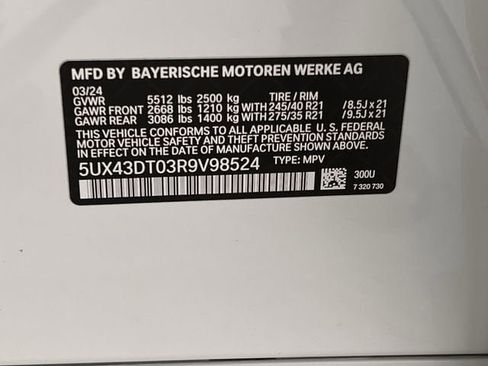 MFD BY BAYERISCHE MOTOREN WERKE AG
03/24 TIRE / RIM
GVWR 5512 lbs 2500 kg
GAWR FRONT 2668 lbs 1210 kg WITH 245/40 R21 /8.5J x 21
GAWR REAR 3086 lbs 1400 kg WITH 275/35 R21 /9.5J x 21
THIS VEHICLE CONFORMS TO ALL APPLICABLE U. S. FEDERAL
MOTOR VEHICLE SAFETY, BUMPER, AND THEFT PREVENTION
STANDARDS IN EFFECT ON THE DATE OF MANUFACTURE SHOWN ABOVE.
5UX43DT03R9V98524 TYPE: MPV
300U
7 320 730